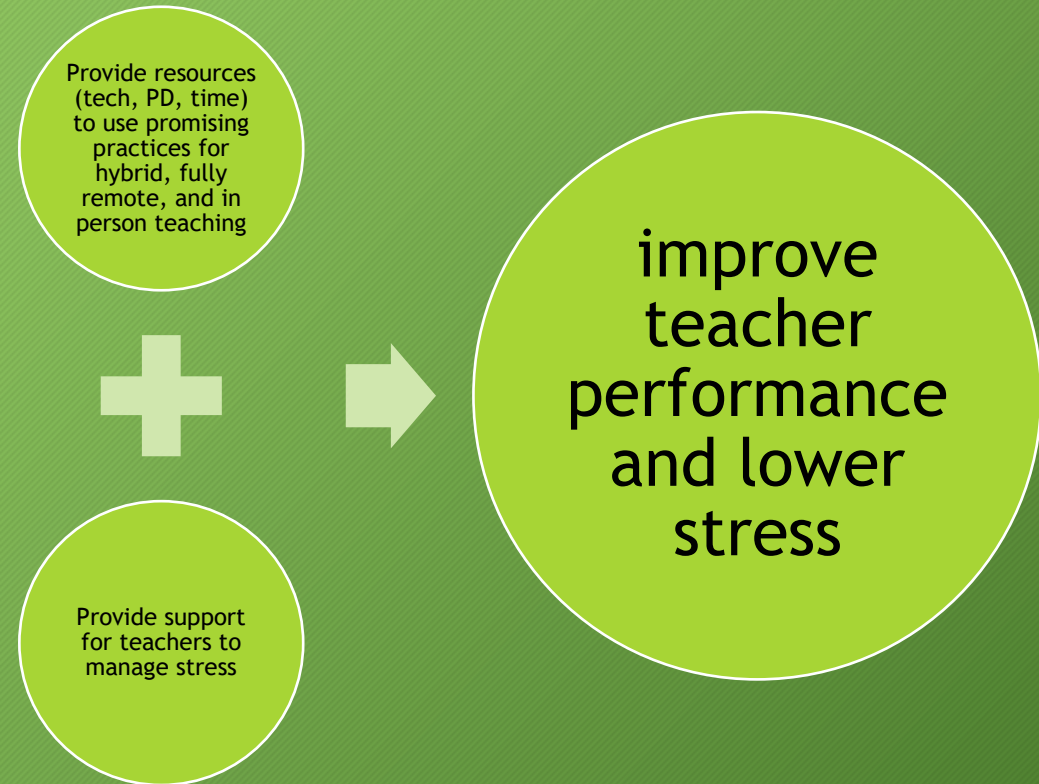 Provide resources
(tech, PD, time)
to use promising
practices for
hybrid, fully
remote, and in
person teaching
Provide support
for teachers to
manage stress
improve
teacher
performance
and lower
stress